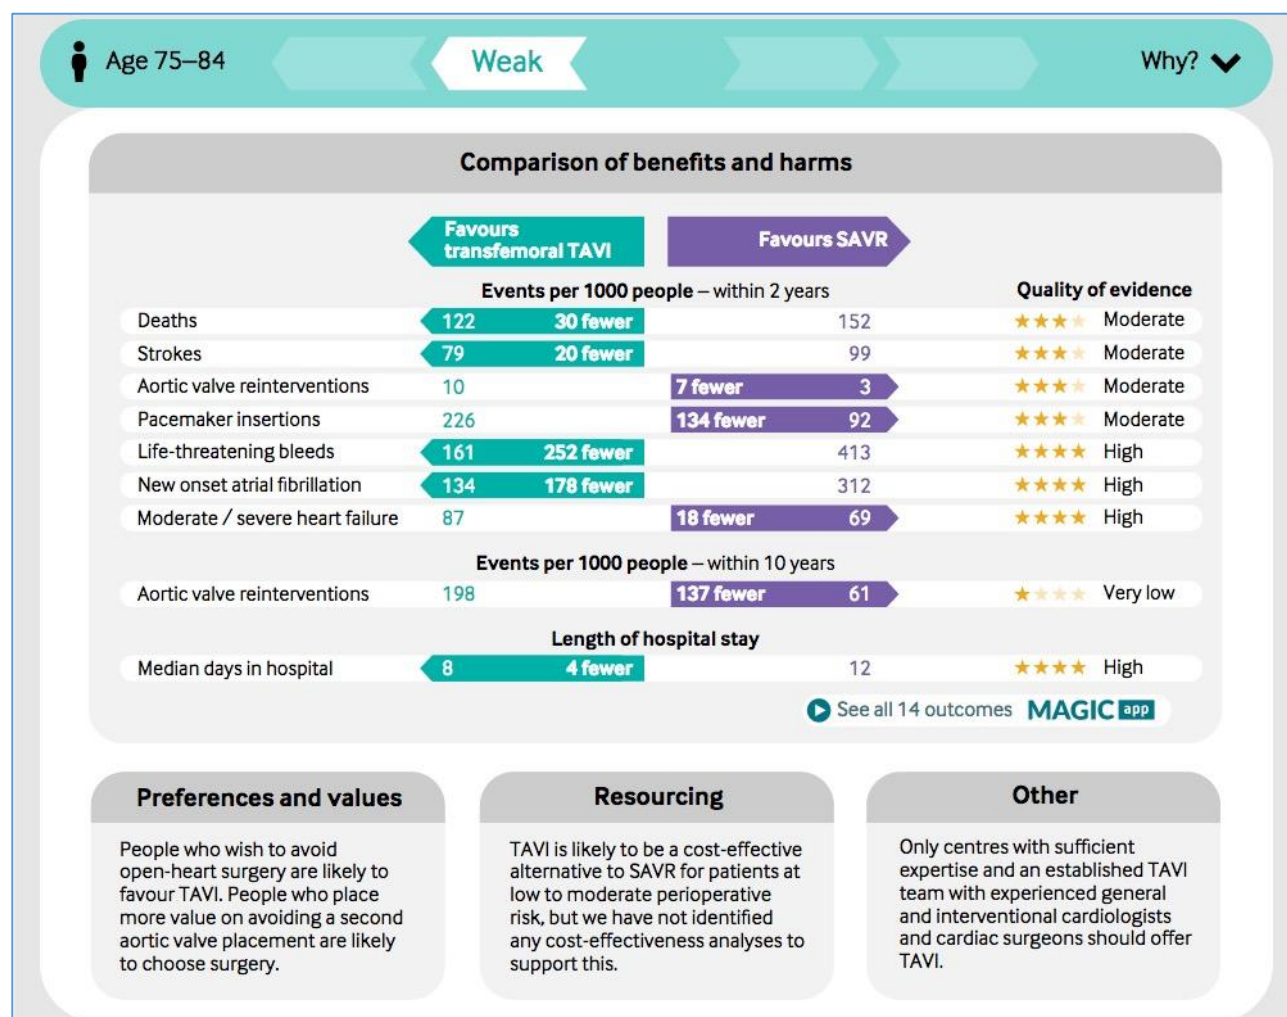 Age 75–84 Weak Why?
Comparison of benefits and harms
Favours transfemoral TAVI
Favours SAVR
Events per 1000 people – within 2 years Quality of evidence
Deaths 122 30 fewer 152 Moderate
Strokes 79 20 fewer 99 Moderate
Aortic valve reinterventions 10 7 fewer 3 Moderate
Pacemaker insertions 226 134 fewer 92 Moderate
Life-threatening bleeds 161 252 fewer 413 High
New onset atrial fibrillation 134 178 fewer 312 High
Moderate / severe heart failure 87 18 fewer 69 High
Events per 1000 people – within 10 years
Aortic valve reinterventions 198 137 fewer 61 Very low
Length of hospital stay
Median days in hospital 8 4 fewer 12 High
See all 14 outcomes MAGIC app
Preferences and values
People who wish to avoid
open-heart surgery are likely to
favour TAVI. People who place
more value on avoiding a second
aortic valve placement are likely
to choose surgery.
Resourcing
TAVI is likely to be a cost-effective
alternative to SAVR for patients at
low to moderate perioperative
risk, but we have not identified
any cost-effectiveness analyses to
support this.
Other
Only centres with sufficient
expertise and an established TAVI
team with experienced general
and interventional cardiologists
and cardiac surgeons should offer
TAVI.